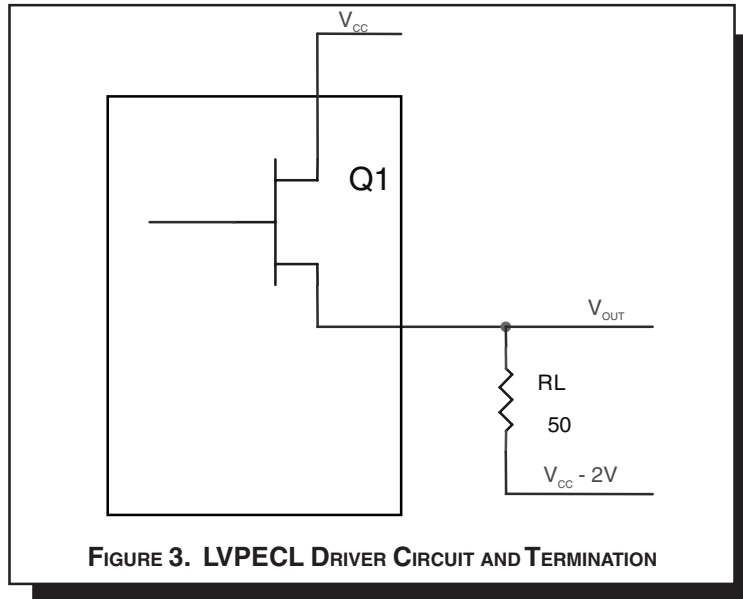 VCC
Q1
VOUT
RL
50
VCC - 2V
FIGURE 3. LVPECL DRIVER CIRCUIT AND TERMINATION